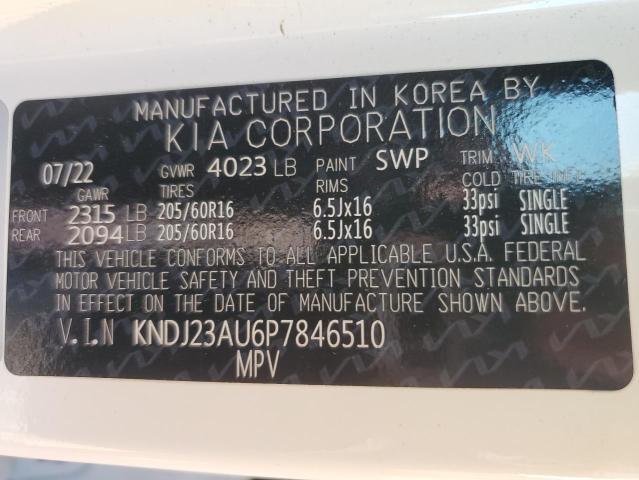 MANUFACTURED IN KOREA BY
KIA CORPORATION
07/22 GVWR 4023 LB PAINT SWP TRIM WK
GAWR TIRES RIMS COLD TIRE INFL
FRONT 2315 LB 205/60R16 6.5Jx16 33psi SINGLE
REAR 2094 LB 205/60R16 6.5Jx16 33psi SINGLE
THIS VEHICLE CONFORMS TO ALL APPLICABLE U.S.A. FEDERAL
MOTOR VEHICLE SAFETY AND THEFT PREVENTION STANDARDS
IN EFFECT ON THE DATE OF MANUFACTURE SHOWN ABOVE.
V.I.N KNDJ23AU6P7846510
MPV